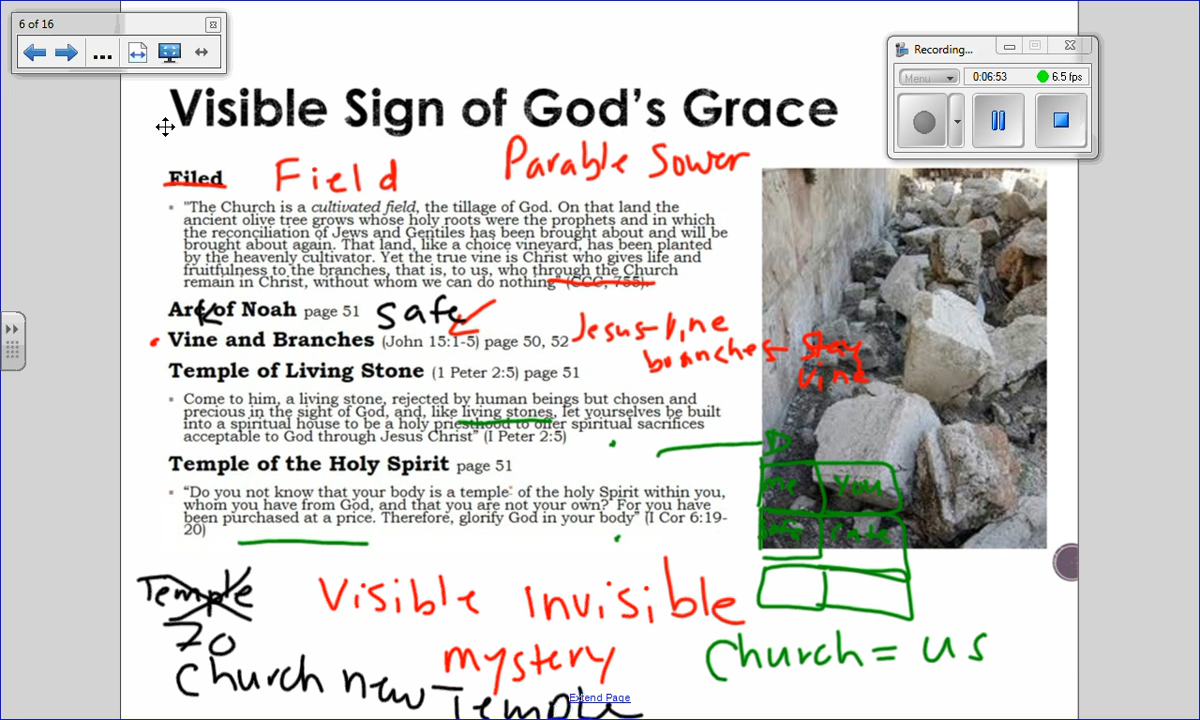 6 of 16
Recording...
Menu
0:06:53
6.5 fps
Visible Sign of God's Grace
Parable Sower
Filed
Field
"The Church is a cultivated field, the tillage of God. On that land the
ancient olive tree grows whose holy roots were the prophets and in which
the reconciliation of Jews and Gentiles has been brought about and will be
brought about again. That land, like a choice vineyard, has been planted
by the heavenly cultivator. Yet the true vine is Christ who gives life and
fruitfulness to the branches, that is, to us, who through the Church
remain in Christ, without whom we can do nothing" (CCC, 755).
Ark of Noah page 51
safe
Vine and Branches (John 15:1-5) page 50, 52
Jesus-vine
branches- stay
vine
Temple of Living Stone (1 Peter 2:5) page 51
Come to him, a living stone, rejected by human beings but chosen and
precious in the sight of God, and, like living stones, let yourselves be built
into a spiritual house to be a holy priesthood to offer spiritual sacrifices
acceptable to God through Jesus Christ" (I Peter 2:5)
Temple of the Holy Spirit page 51
me you
"Do you not know that your body is a temple of the holy Spirit within you,
whom you have from God, and that you are not your own? For you have
been purchased at a price. Therefore, glorify God in your body" (I Cor 6:19-
20)
Temple
70
Visible Invisible
mystery
Church = us
Church new Temple
Extend Page